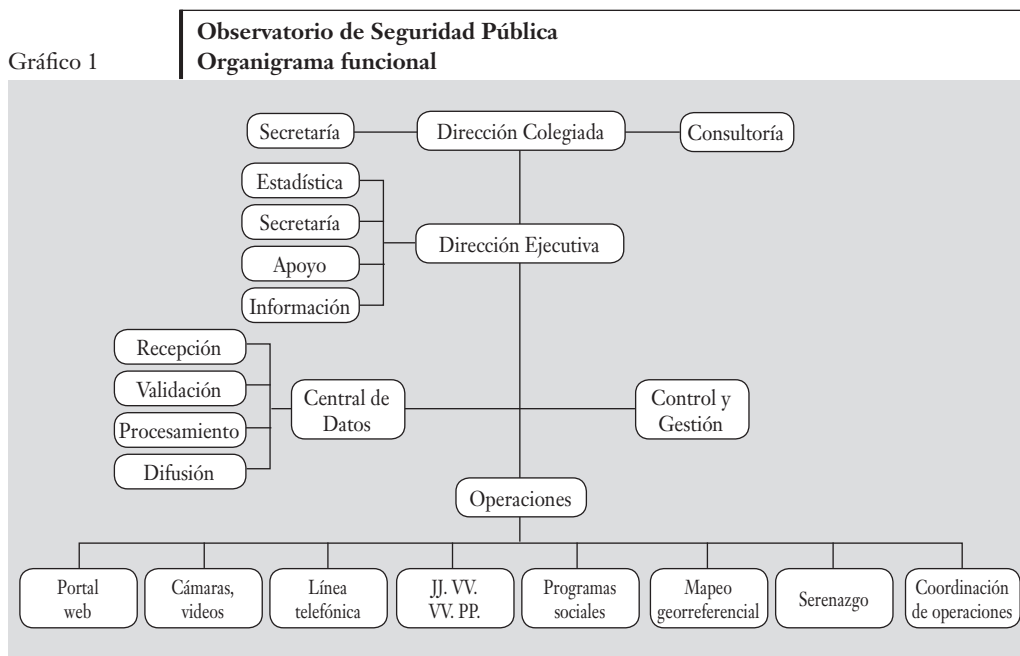 Gráfico 1
Observatorio de Seguridad Pública
Organigrama funcional
Secretaría
Dirección Colegiada
Consultoría
Estadística
Secretaría
Dirección Ejecutiva
Apoyo
Información
Recepción
Validación
Procesamiento
Difusión
Central de
Datos
Control y
Gestión
Operaciones
Portal
web
Cámaras,
videos
Línea
telefónica
JJ. VV.
VV. PP.
Programas
sociales
Mapeo
georreferencial
Serenazgo
Coordinación
de operaciones